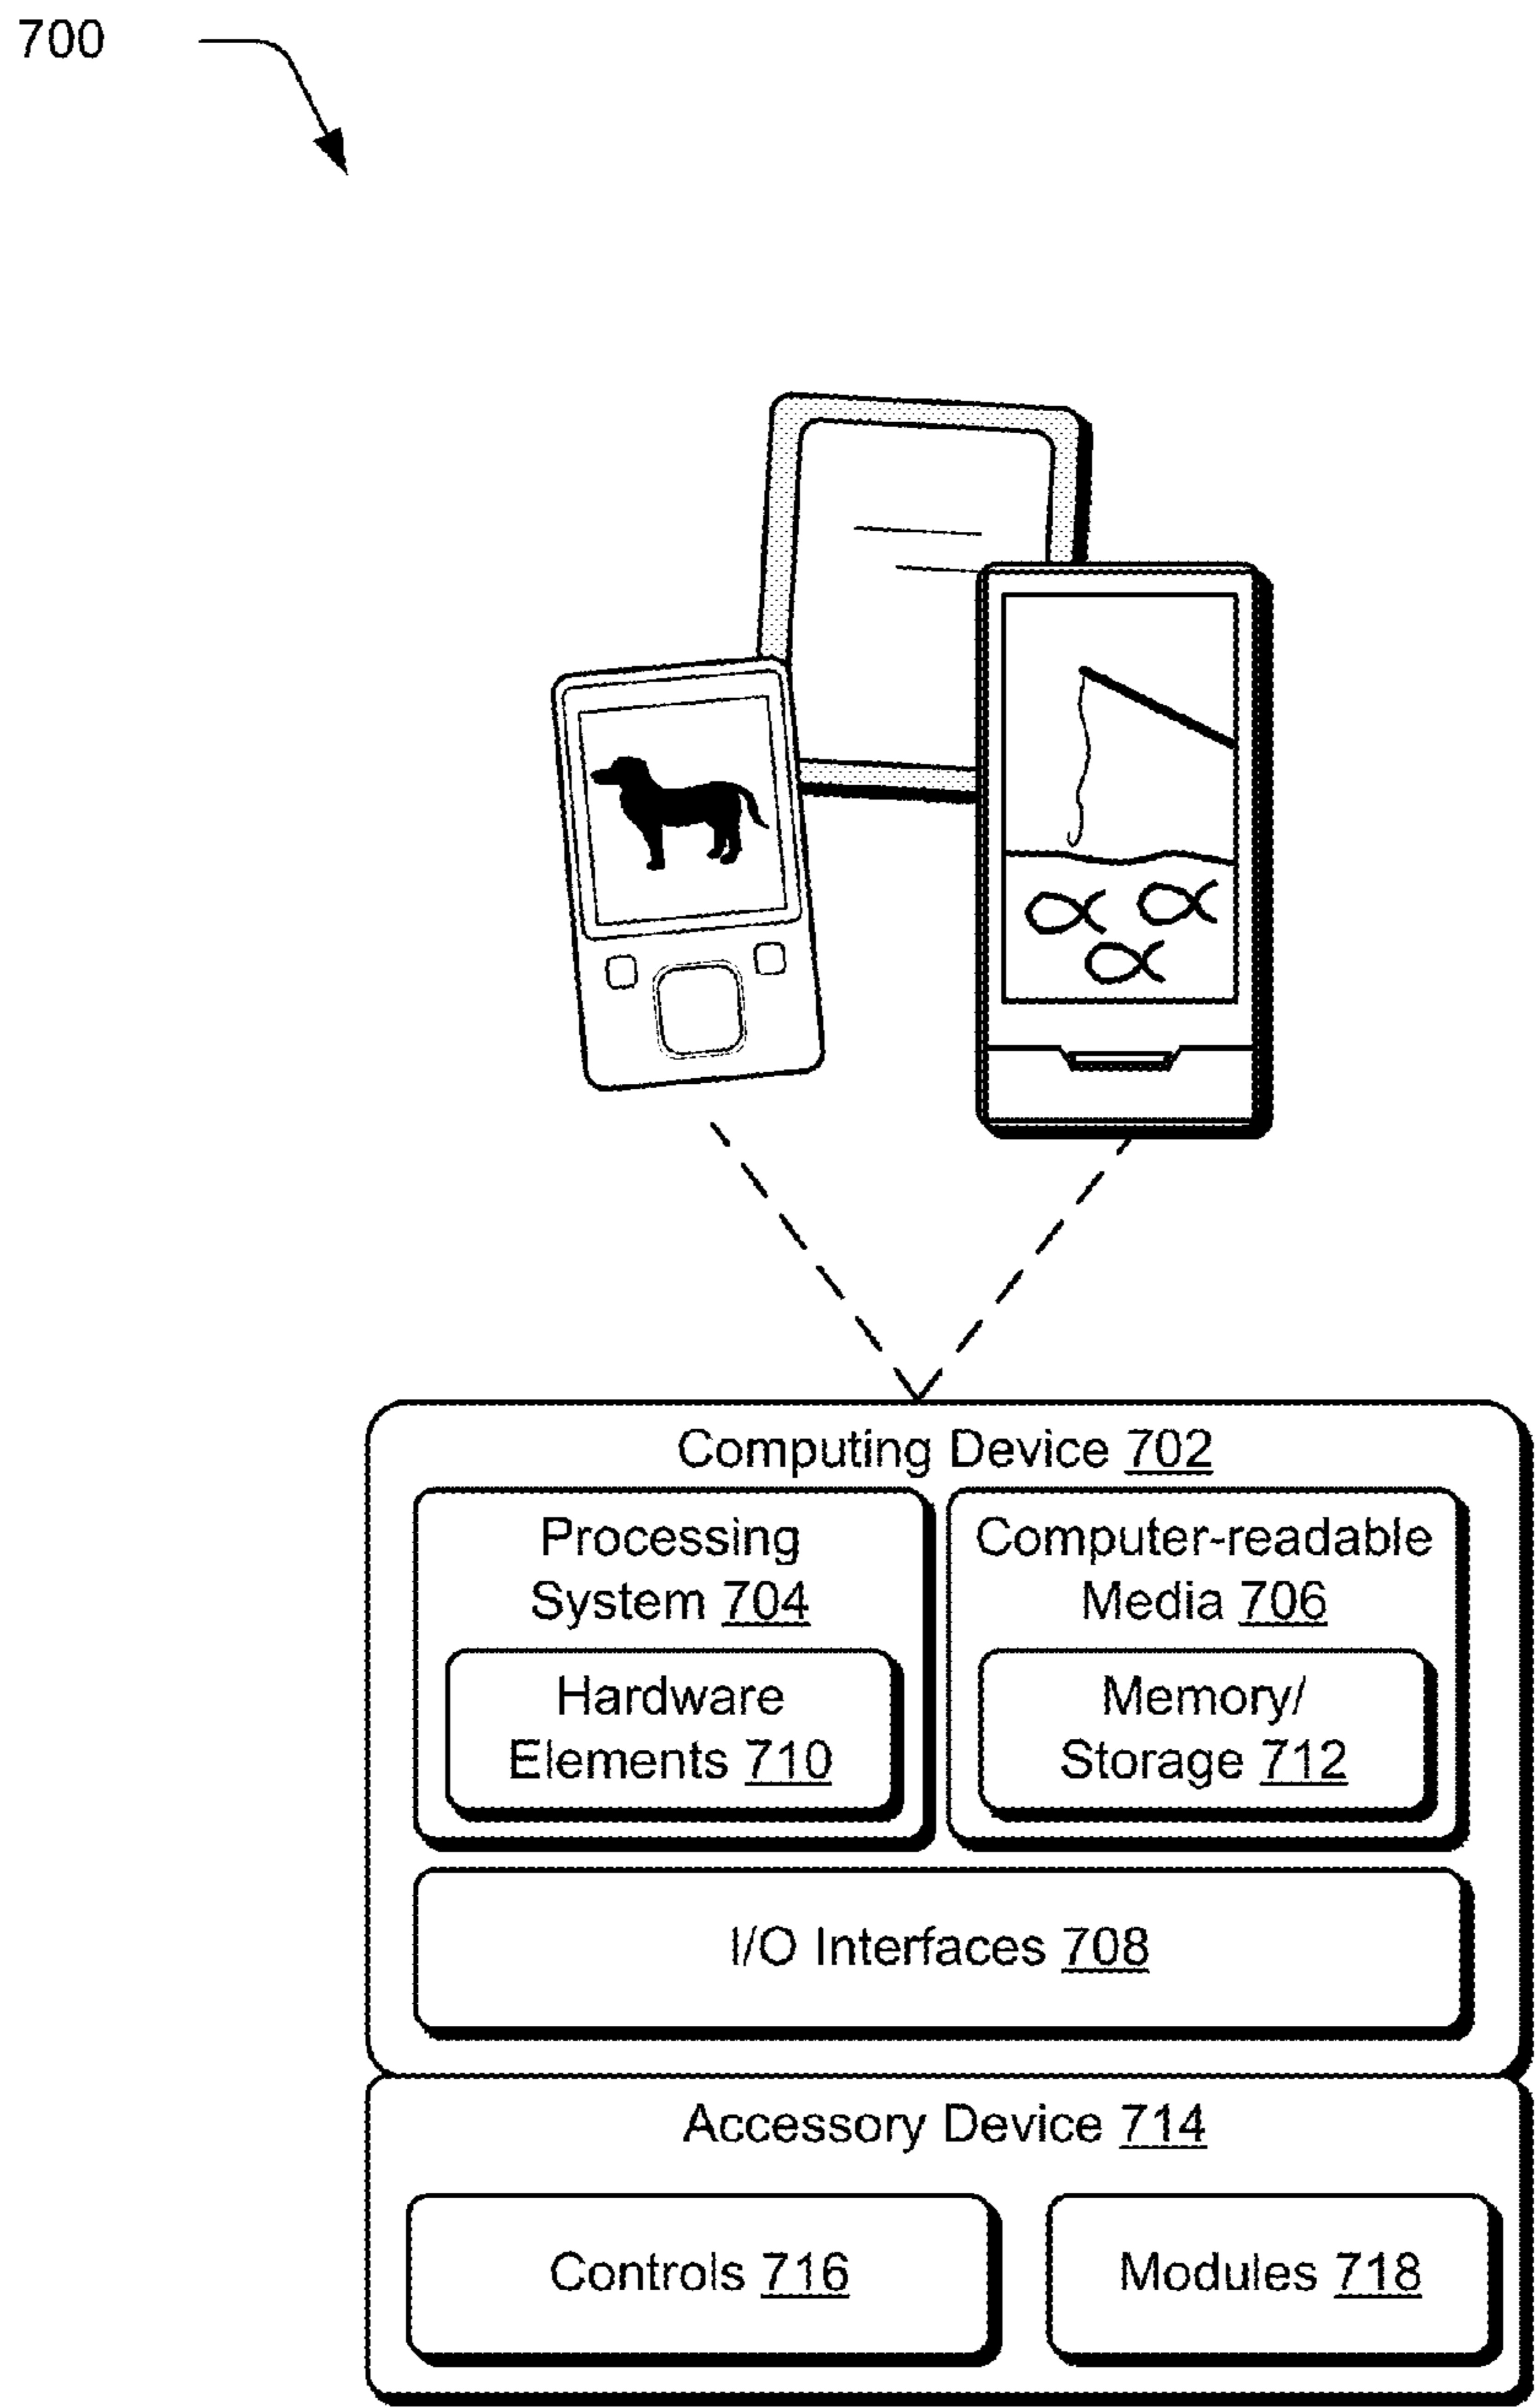 700
Computing Device 702
Processing
System 704
Computer-readable
Media 706
Hardware
Elements 710
Memory/
Storage 712
I/O Interfaces 708
Accessory Device 714
Controls 716
Modules 718